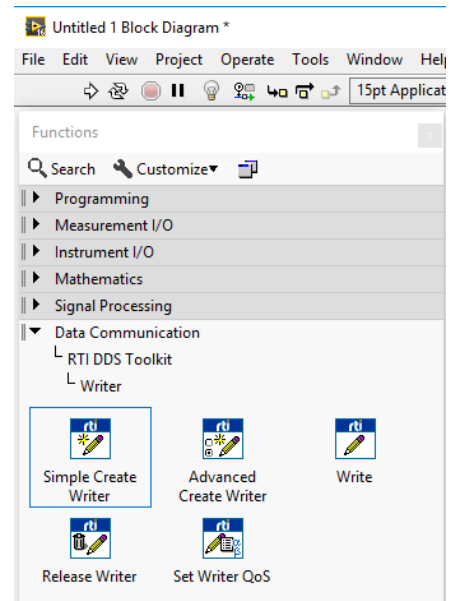 Untitled 1 Block Diagram *
File Edit View Project Operate Tools Window Hel
15pt Applicat
Functions
Search Customize
Programming
Measurement I/O
Instrument I/O
Mathematics
Signal Processing
Data Communication
RTI DDS Toolkit
Writer
rti rti rti
Simple Create Advanced Write
Writer Create Writer
rti rti
Release Writer Set Writer QoS